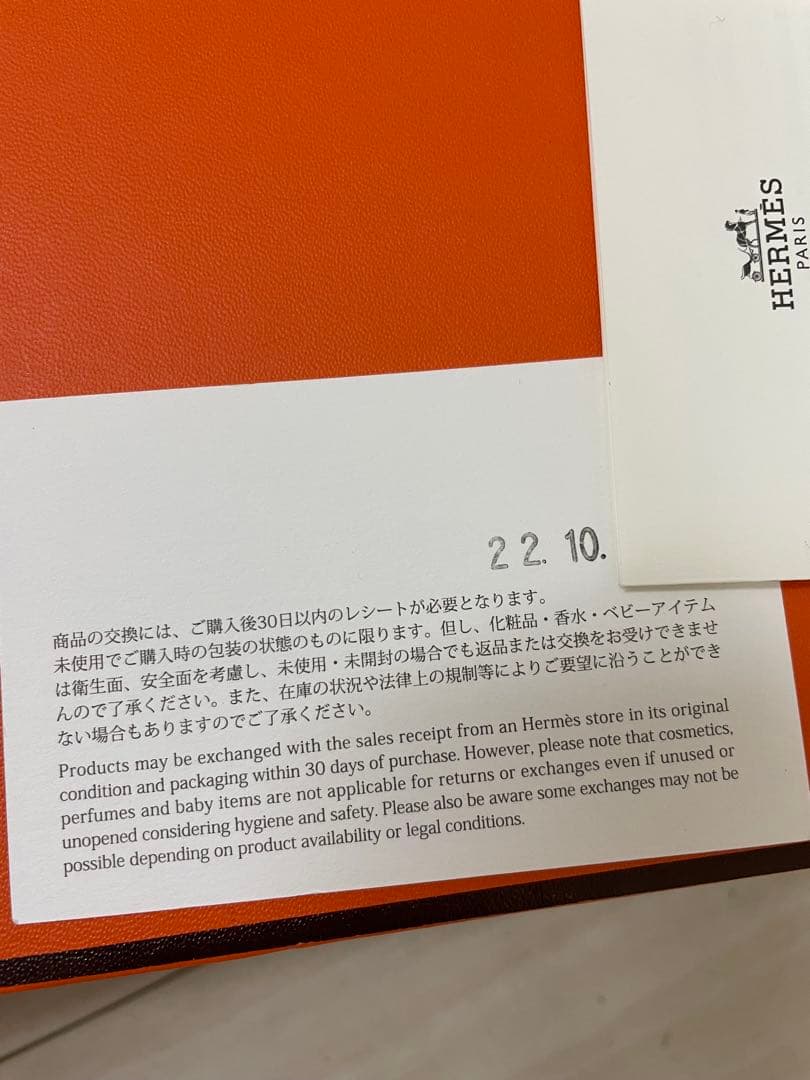 HERMÈS
PARIS
22.10.
商品の交換には、ご購入後30日以内のレシートが必要となります。
未使用でご購入時の包装の状態のものに限ります。但し、化粧品・香水・ベビーアイテム
は衛生面、安全面を考慮し、未使用・未開封の場合でも返品または交換をお受けできませ
んので了承ください。また、在庫の状況や法律上の規制等によりご要望に沿うことができ
ない場合もありますのでご了承ください。
Products may be exchanged with the sales receipt from an Hermès store in its original
condition and packaging within 30 days of purchase. However, please note that cosmetics,
perfumes and baby items are not applicable for returns or exchanges even if unused or
unopened considering hygiene and safety. Please also be aware some exchanges may not be
possible depending on product availability or legal conditions.